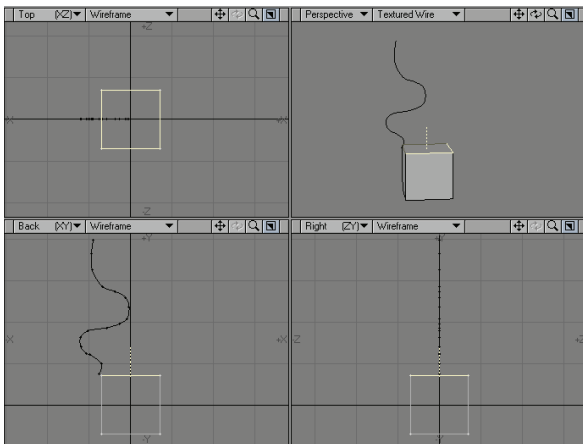 Top (XZ) Wireframe
Perspective Textured Wire
+Z
-X +X
-Z
Back (XY) Wireframe
Right (ZY) Wireframe
+Y +Y
-X +X -Z +Z
-Y -Y